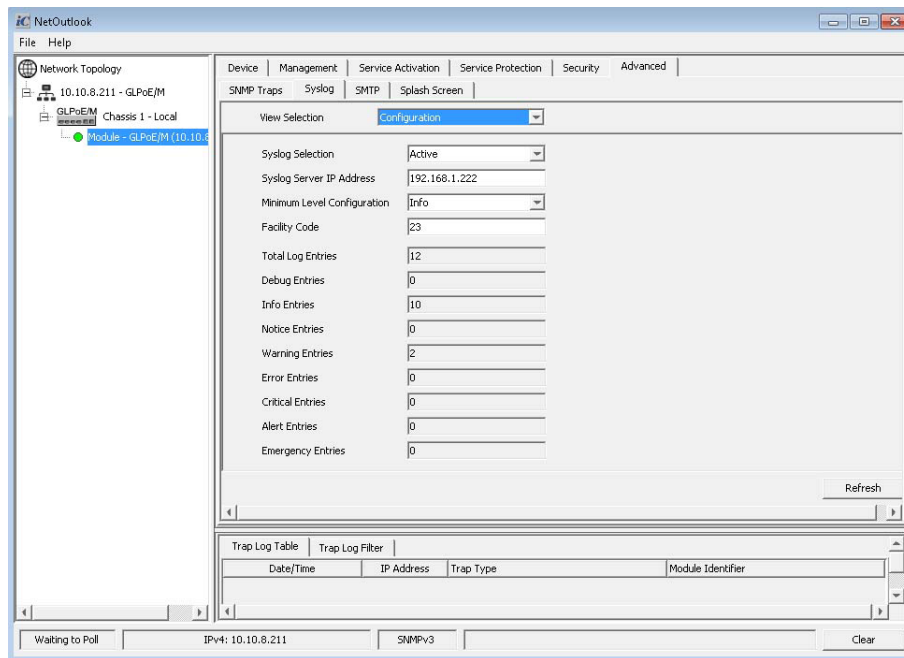 iC NetOutlook
File Help
Network Topology
10.10.8.211 - GLPoE/M
GLPoE/M Chassis 1 - Local
Module - GLPoE/M (10.10.8
Device Management Service Activation Service Protection Security Advanced
SNMP Traps Syslog SMTP Splash Screen
View Selection Configuration
Syslog Selection Active
Syslog Server IP Address 192.168.1.222
Minimum Level Configuration Info
Facility Code 23
Total Log Entries 12
Debug Entries 0
Info Entries 10
Notice Entries 0
Warning Entries 2
Error Entries 0
Critical Entries 0
Alert Entries 0
Emergency Entries 0
Refresh
Trap Log Table Trap Log Filter
Date/Time IP Address Trap Type Module Identifier
Waiting to Poll IPv4: 10.10.8.211 SNMPv3 Clear